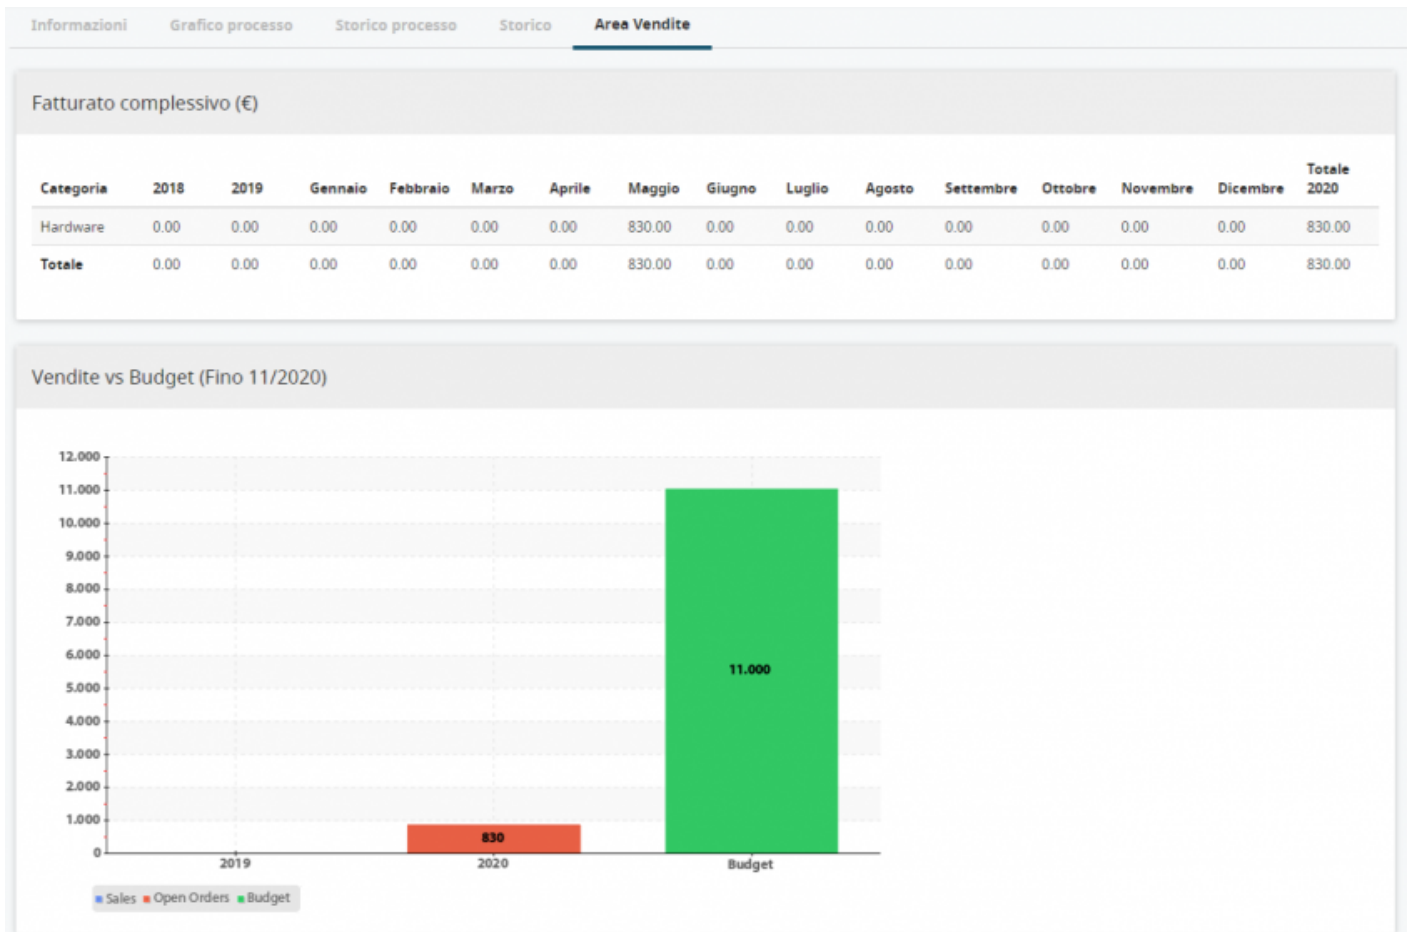 Informazioni Grafico processo Storico processo Storico Area Vendite
Fatturato complessivo (€)
Categoria 2018 2019 Gennaio Febbraio Marzo Aprile Maggio Giugno Luglio Agosto Settembre Ottobre Novembre Dicembre Totale 2020
Hardware 0.00 0.00 0.00 0.00 0.00 0.00 830.00 0.00 0.00 0.00 0.00 0.00 0.00 0.00 830.00
Totale 0.00 0.00 0.00 0.00 0.00 0.00 830.00 0.00 0.00 0.00 0.00 0.00 0.00 0.00 830.00
Vendite vs Budget (Fino 11/2020)
12.000
11.000
10.000
9.000
8.000
7.000
6.000
11.000
5.000
4.000
3.000
2.000
1.000
830
0
2019 2020 Budget
Sales Open Orders Budget